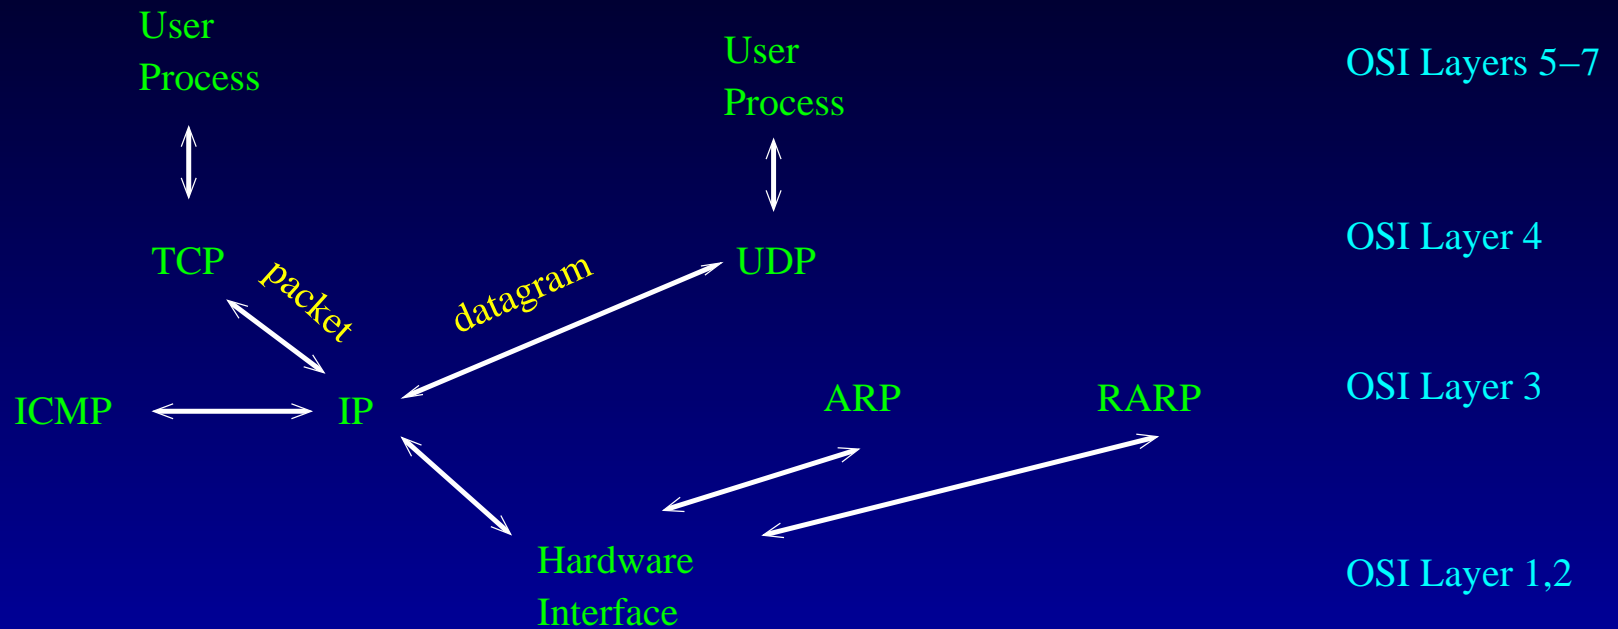 User
Process
User
Process
OSI Layers 5–7
TCP
packet
datagram
UDP
OSI Layer 4
ICMP
IP
ARP
RARP
OSI Layer 3
Hardware
Interface
OSI Layer 1,2